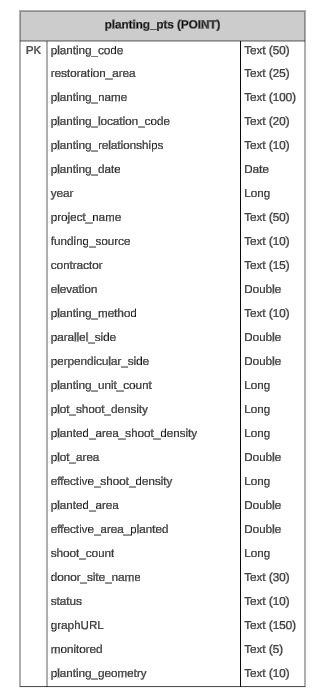 planting_pts (POINT)
PK planting_code Text (50)
restoration_area Text (25)
planting_name Text (100)
planting_location_code Text (20)
planting_relationships Text (10)
planting_date Date
year Long
project_name Text (50)
funding_source Text (10)
contractor Text (15)
elevation Double
planting_method Text (10)
parallel_side Double
perpendicular_side Double
planting_unit_count Long
plot_shoot_density Long
planted_area_shoot_density Long
plot_area Double
effective_shoot_density Long
planted_area Double
effective_area_planted Double
shoot_count Long
donor_site_name Text (30)
status Text (10)
graphURL Text (150)
monitored Text (5)
planting_geometry Text (10)